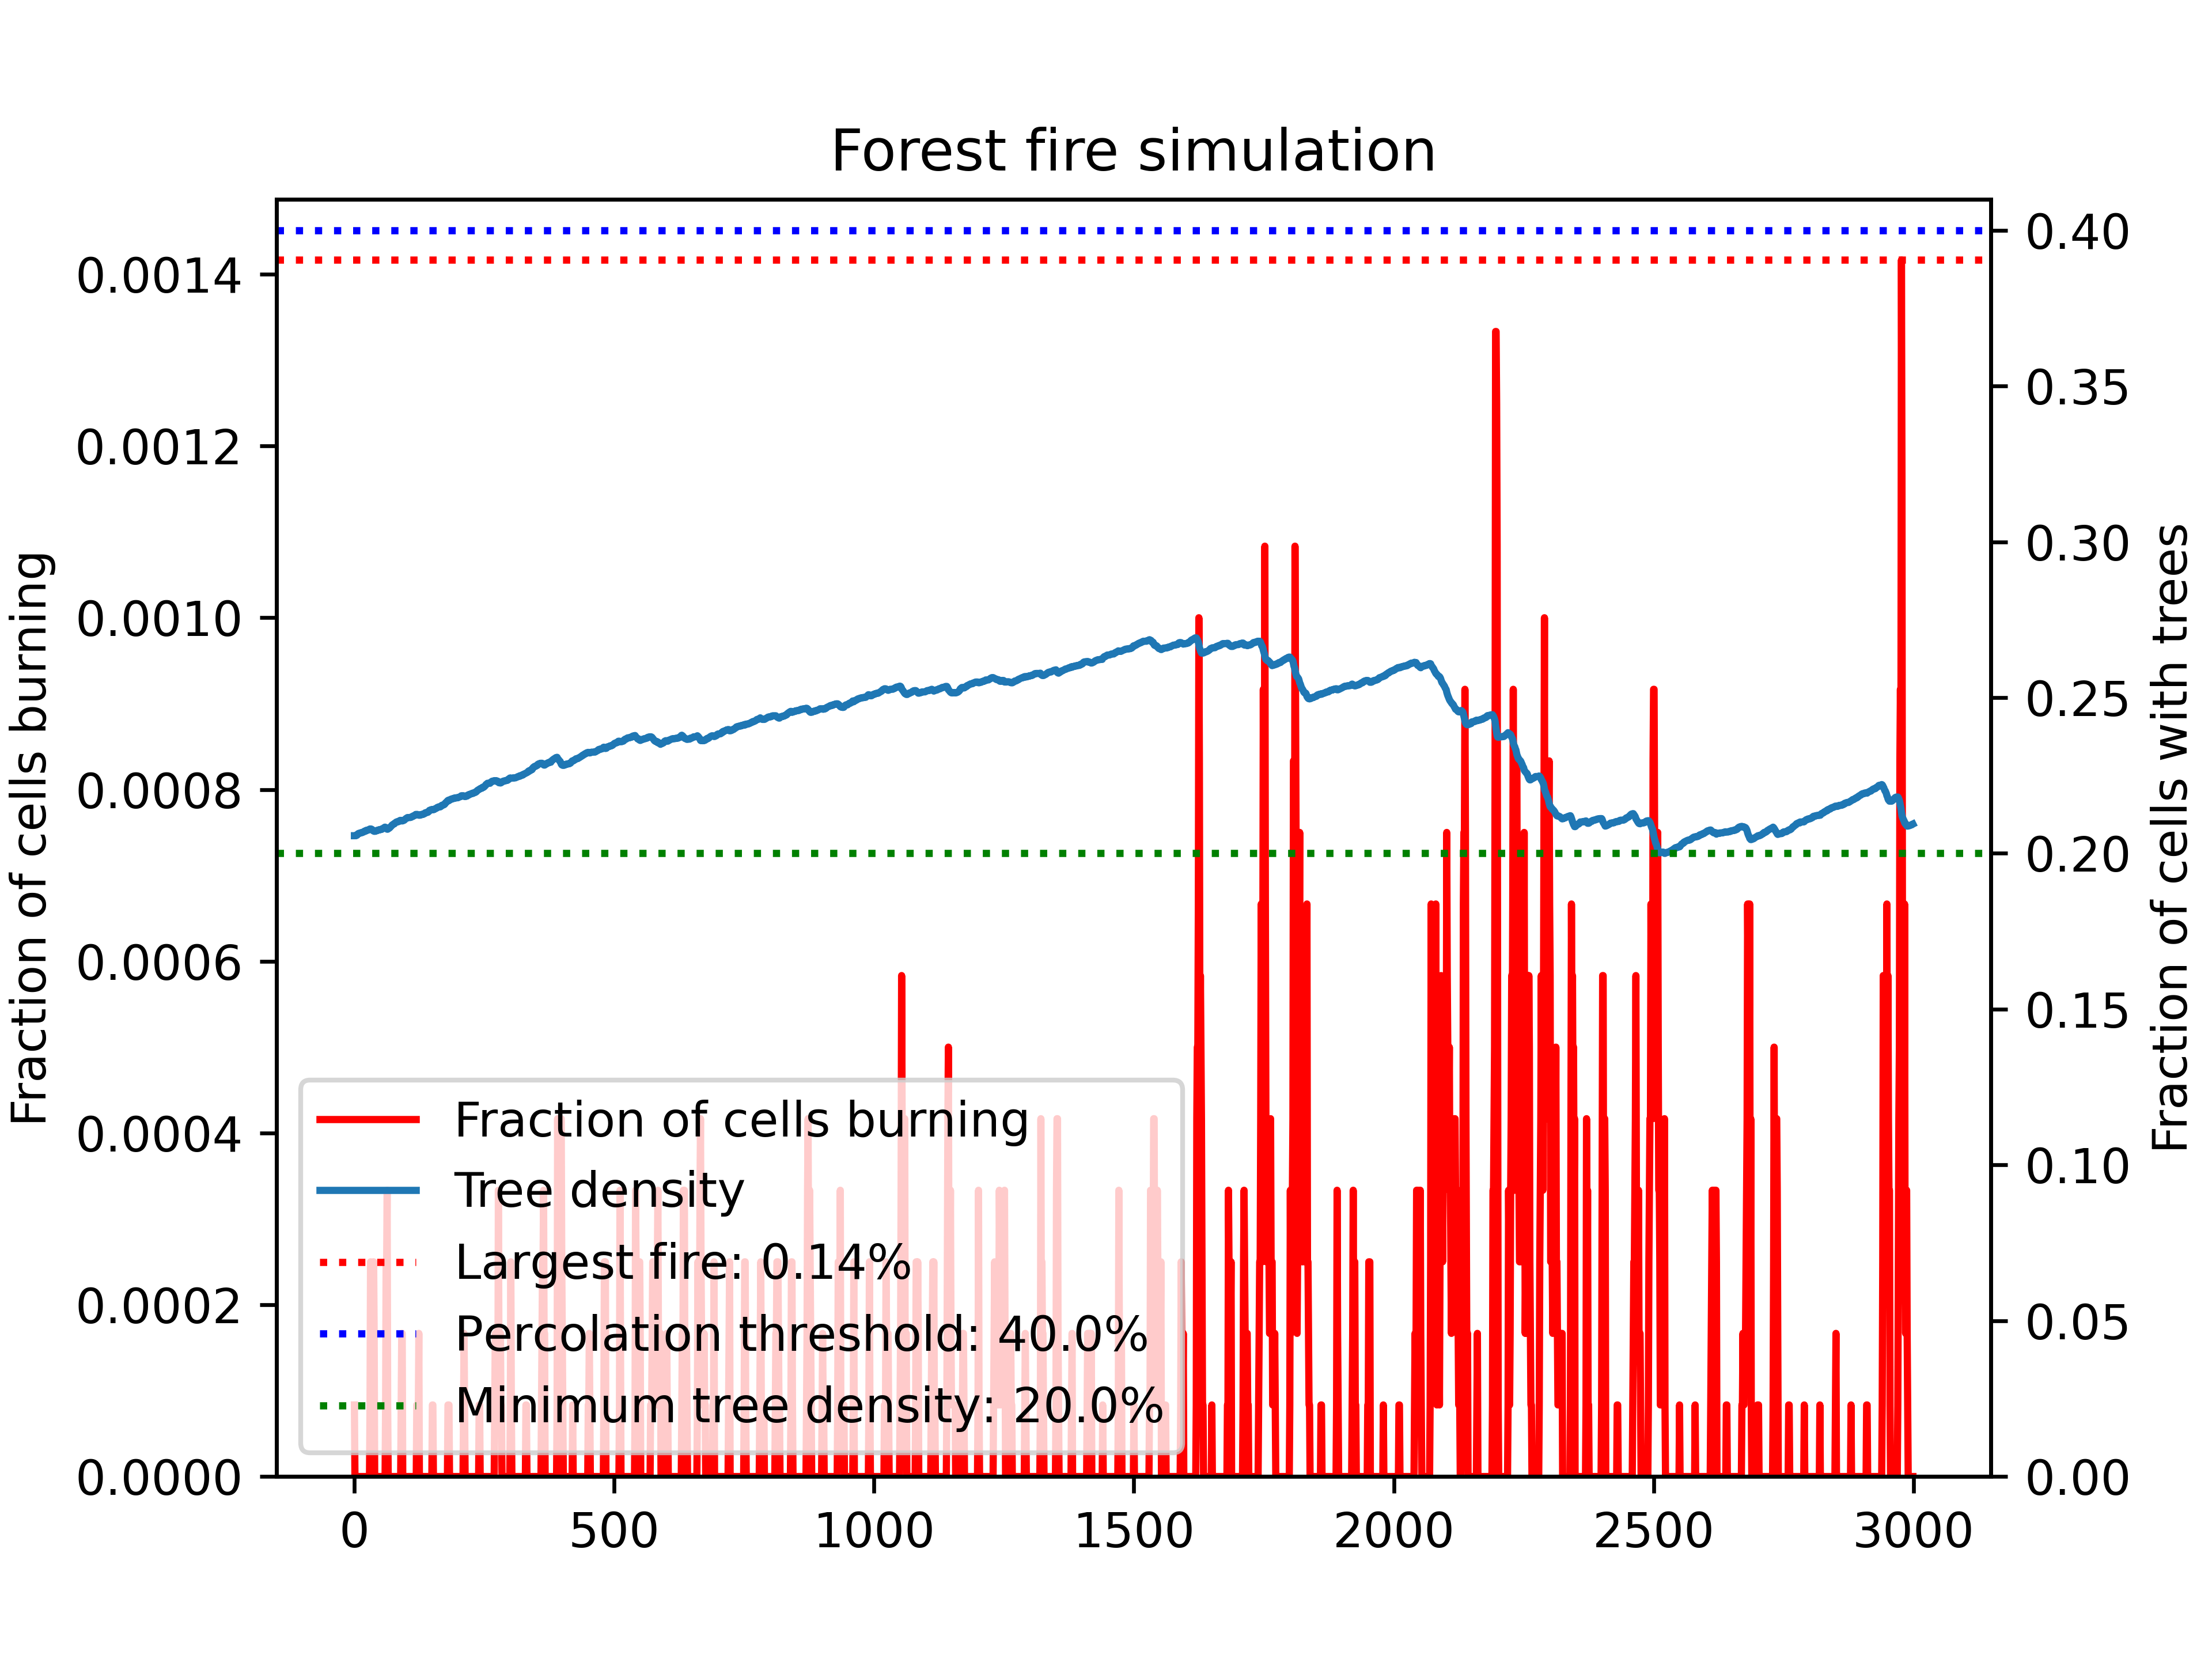 Forest fire simulation
Fraction of cells burning
0.0014
0.0012
0.0010
0.0008
0.0006
0.0004
0.0002
0.0000
0.40
0.35
0.30
0.25
0.20
0.15
0.10
0.05
0.00
Fraction of cells with trees
Fraction of cells burning
Tree density
Largest fire: 0.14%
Percolation threshold: 40.0%
Minimum tree density: 20.0%
0 500 1000 1500 2000 2500 3000